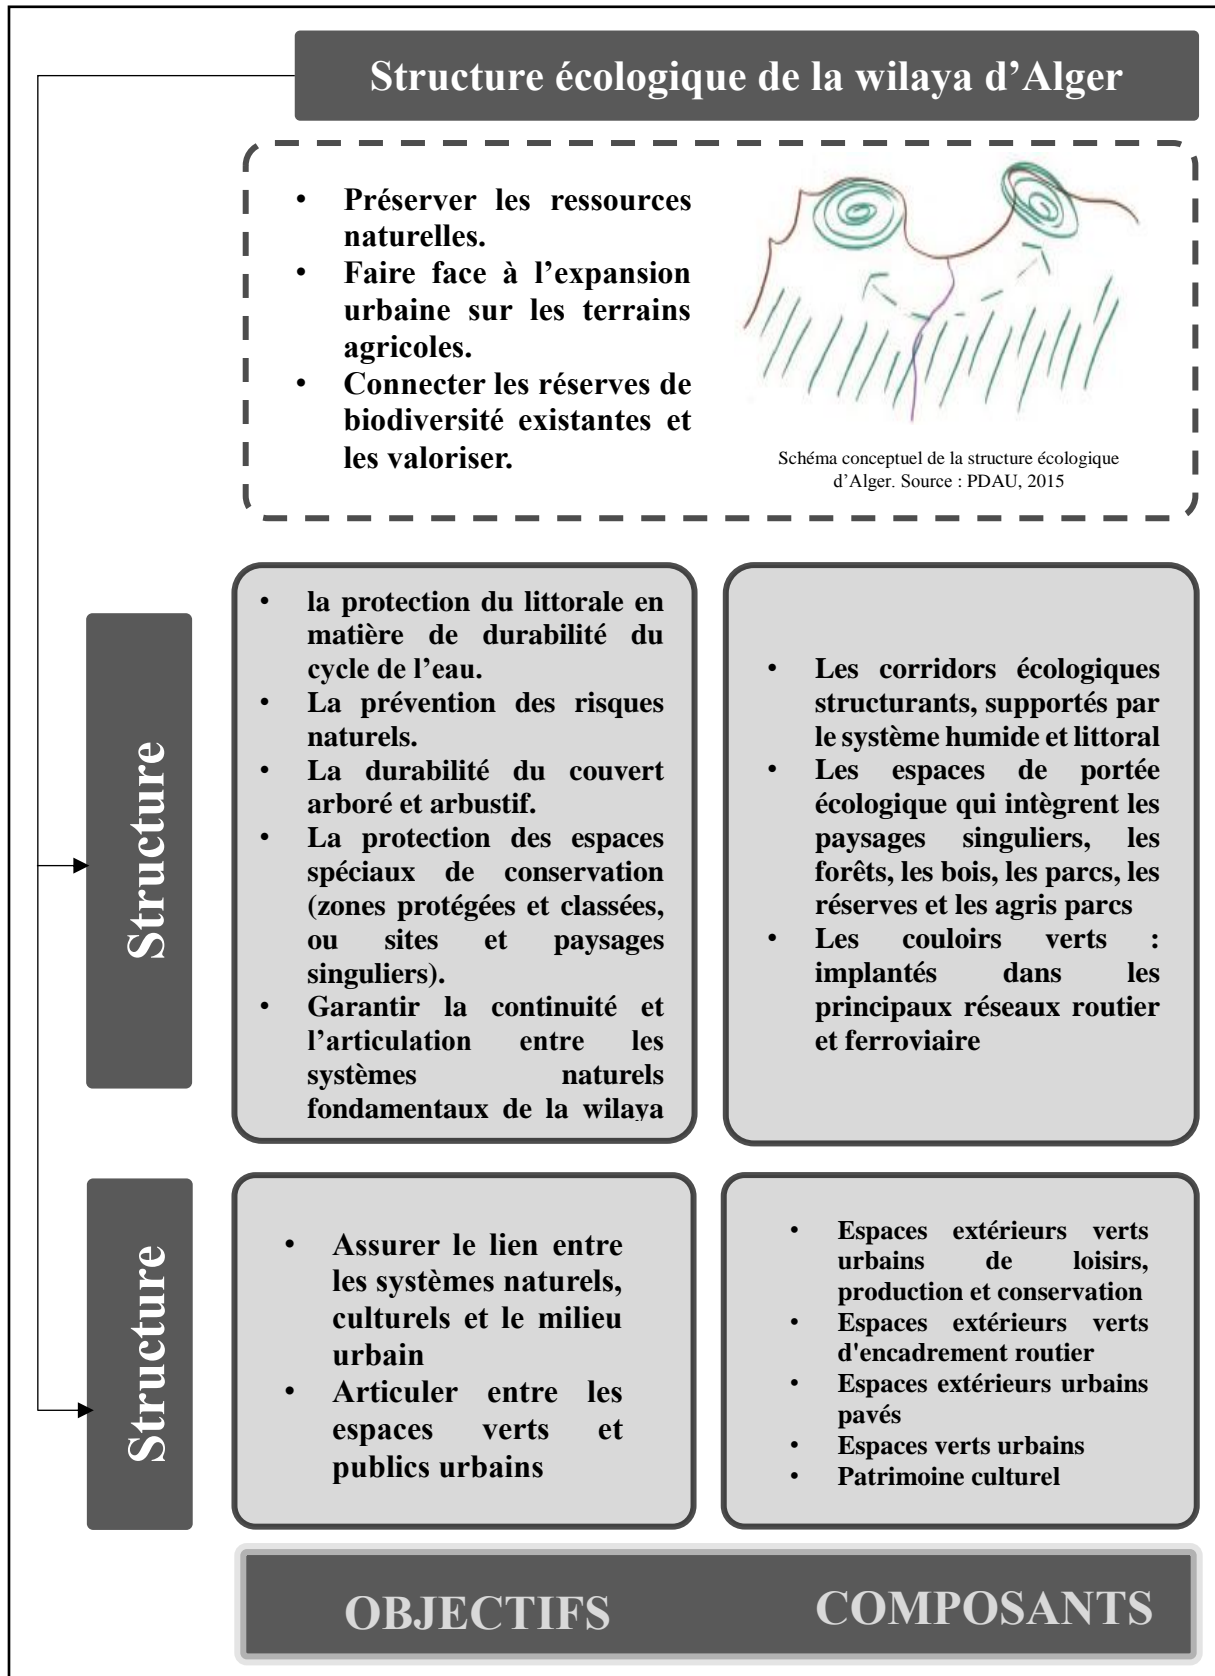 Structure écologique de la wilaya d’Alger
• Préserver les ressources
naturelles.
• Faire face à l’expansion
urbaine sur les terrains
agricoles.
• Connecter les réserves de
biodiversité existantes et
les valoriser.
Schéma conceptuel de la structure écologique
d’Alger. Source : PDAU, 2015
Structure
• la protection du littorale en
matière de durabilité du
cycle de l’eau.
• La prévention des risques
naturels.
• La durabilité du couvert
arboré et arbustif.
• La protection des espaces
spéciaux de conservation
(zones protégées et classées,
ou sites et paysages
singuliers).
• Garantir la continuité et
l’articulation entre les
systèmes naturels
fondamentaux de la wilaya
• Les corridors écologiques
structurants, supportés par
le système humide et littoral
• Les espaces de portée
écologique qui intègrent les
paysages singuliers, les
forêts, les bois, les parcs, les
réserves et les agris parcs
• Les couloirs verts :
implantés dans les
principaux réseaux routier
et ferroviaire
Structure
• Assurer le lien entre
les systèmes naturels,
culturels et le milieu
urbain
• Articuler entre les
espaces verts et
publics urbains
• Espaces extérieurs verts
urbains de loisirs,
production et conservation
• Espaces extérieurs verts
d'encadrement routier
• Espaces extérieurs urbains
pavés
• Espaces verts urbains
• Patrimoine culturel
OBJECTIFS
COMPOSANTS